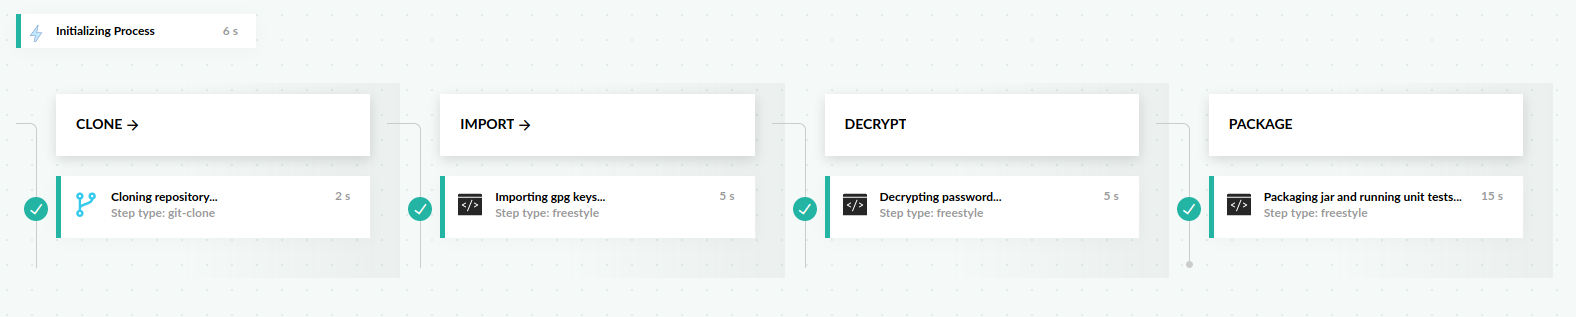 Initializing Process 6 s
CLONE →
Cloning repository... 2 s
Step type: git-clone
IMPORT →
</> Importing gpg keys... 5 s
Step type: freestyle
DECRYPT
</> Decrypting password... 5 s
Step type: freestyle
PACKAGE
</> Packaging jar and running unit tests... 15 s
Step type: freestyle